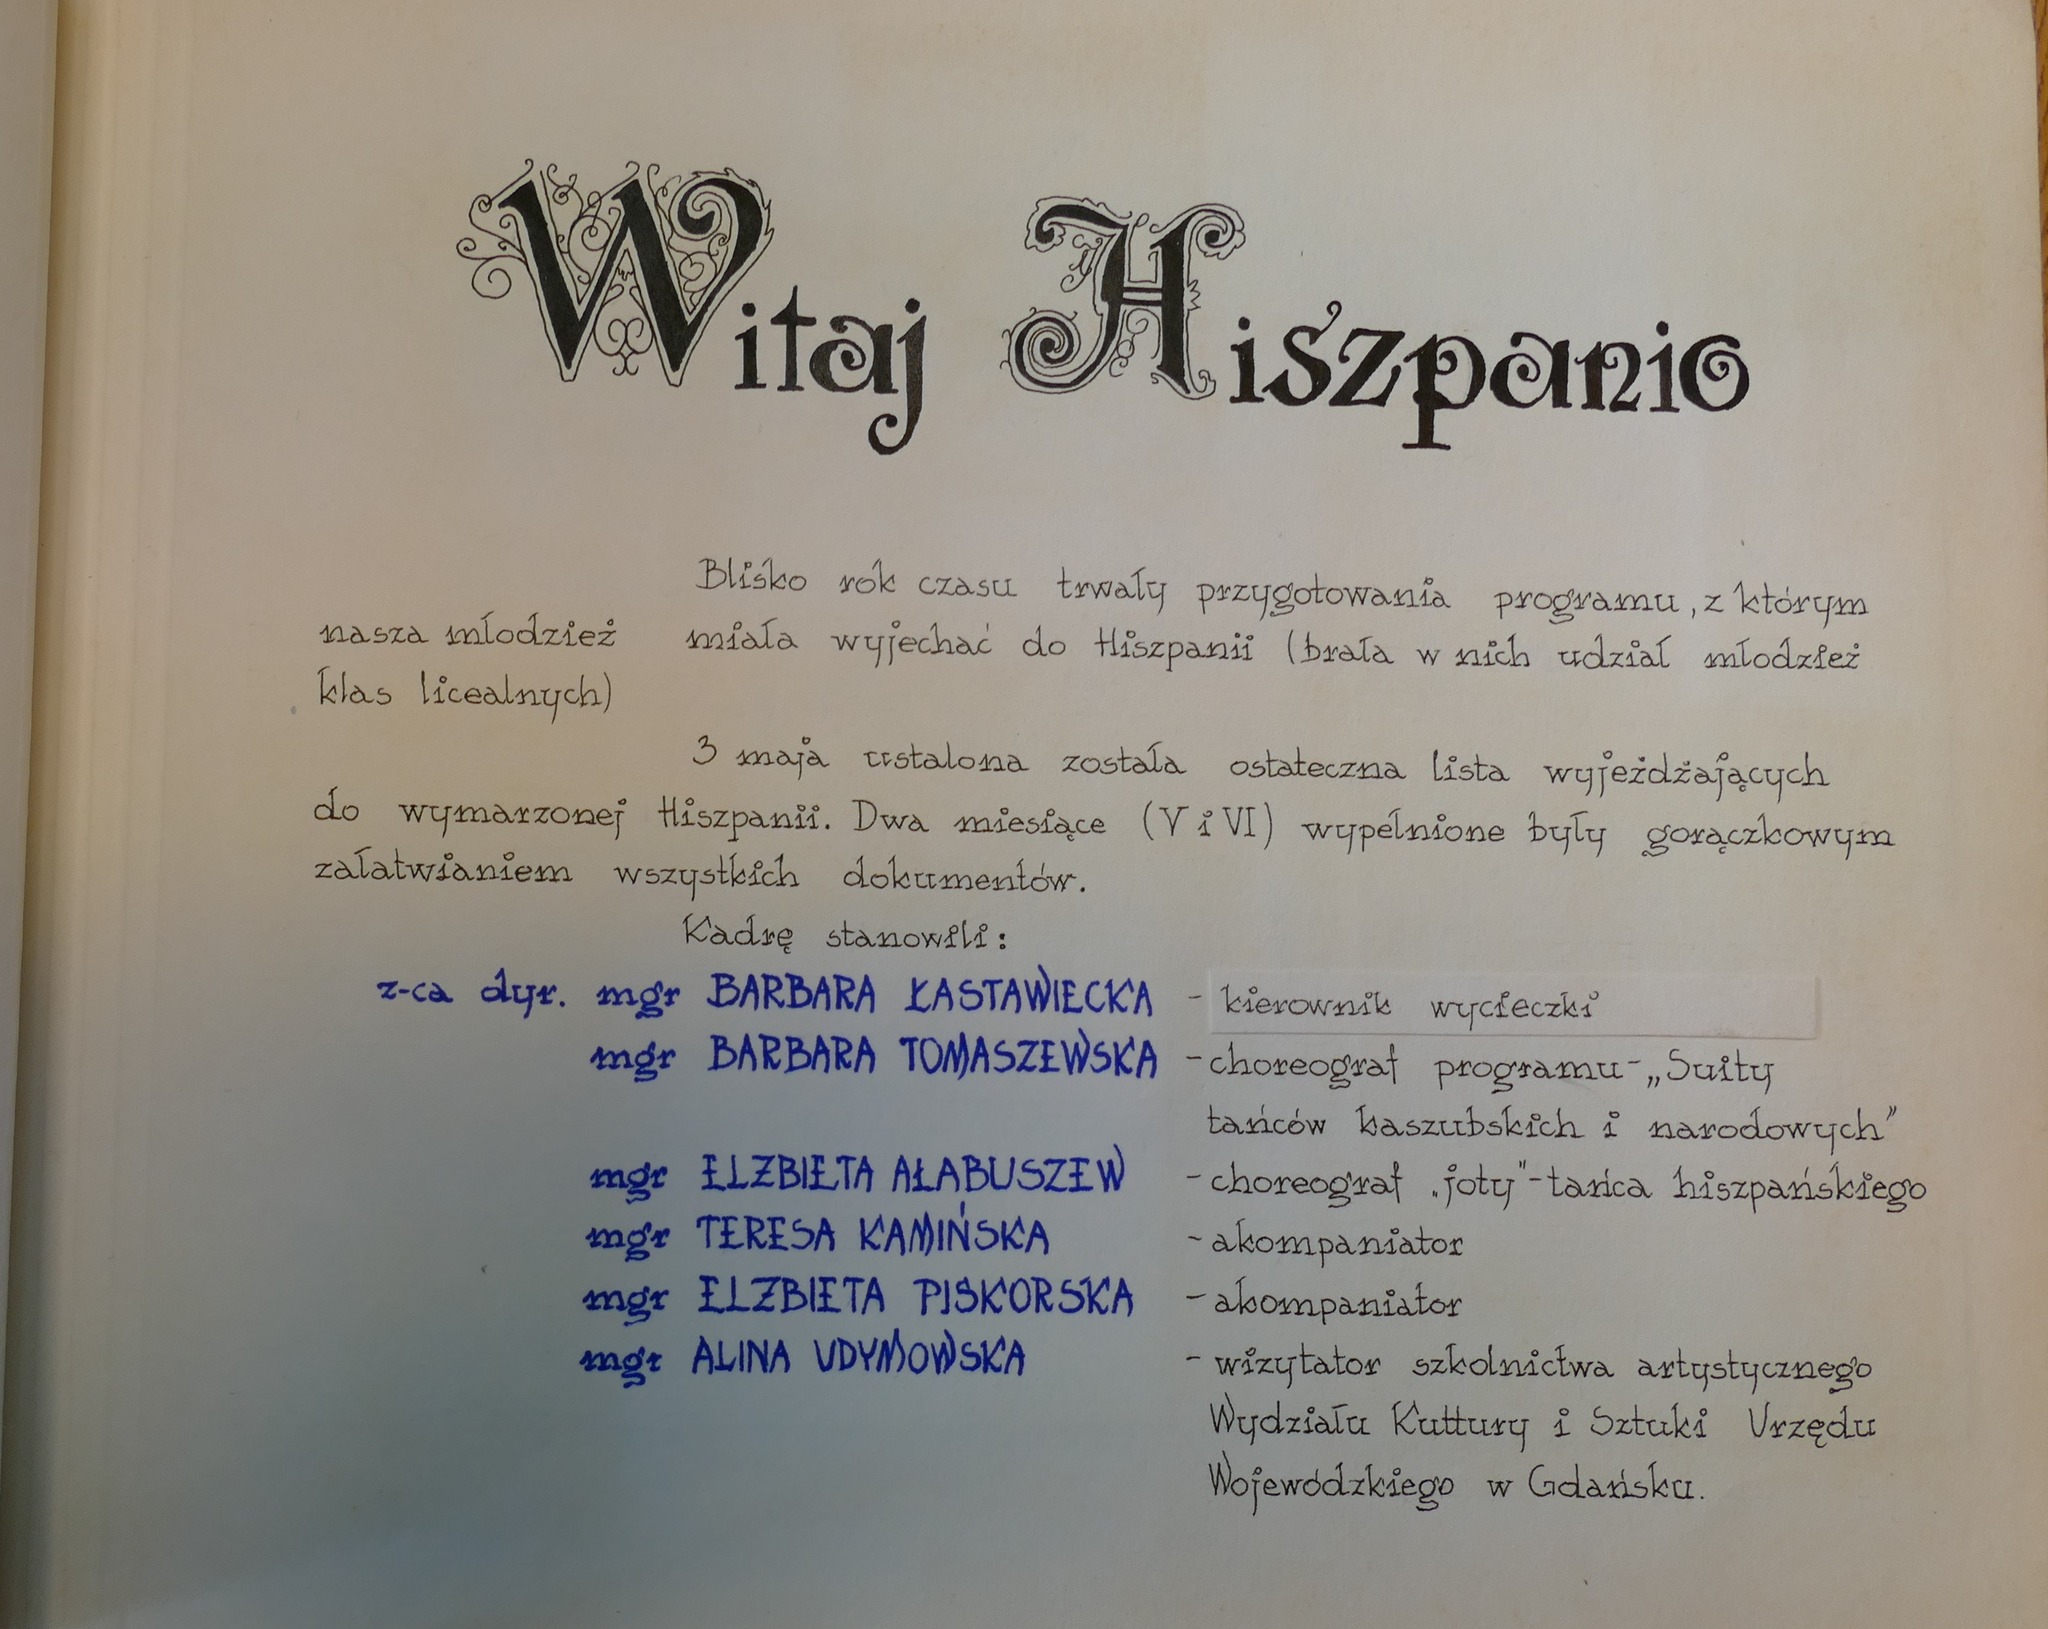 Witaj Hiszpanio
Blisko rok czasu trwały przygotowania programu, z którym
nasza młodzież miała wyjechać do Hiszpanii (brała w nich udział młodzież
klas licealnych)
3 maja ustalona została ostateczna lista wyjeżdżających
do wymarzonej Hiszpanii. Dwa miesiące (V i VI) wypełnione były gorączkowym
załatwianiem wszystkich dokumentów.
Kadrę stanowili:
z-ca dyr. mgr BARBARA ŁASTAWIECKA - kierownik wycieczki
mgr BARBARA TOMASZEWSKA - choreograf programu - „Suity
tańców kaszubskich i narodowych”
mgr ELZBIETA AŁABUSZEW - choreograf „joty” - tańca hiszpańskiego
mgr TERESA KAMIŃSKA - akompaniator
mgr ELZBIETA PISKORSKA - akompaniator
mgr ALINA UDYMOWSKA - wizytator szkolnictwa artystycznego
Wydziału Kultury i Sztuki Urzędu
Wojewódzkiego w Gdańsku.